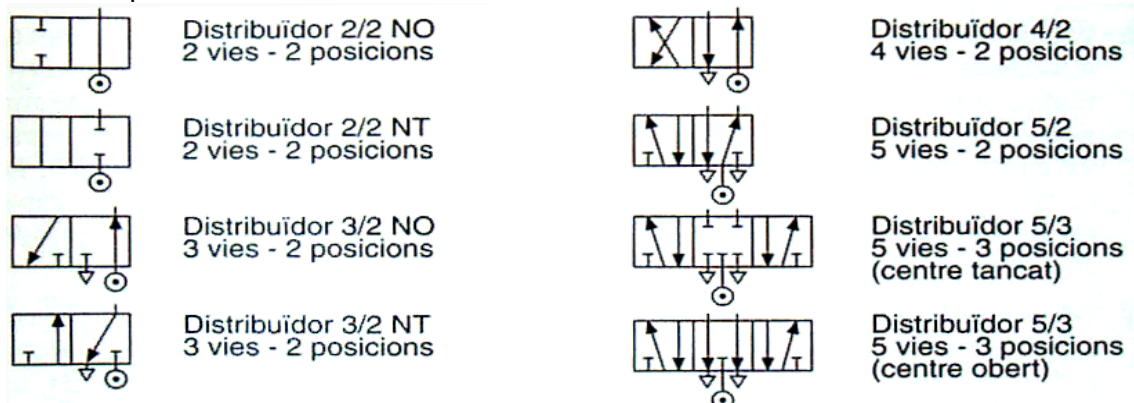 Distribuïdor 2/2 NO
2 vies - 2 posicions
Distribuïdor 2/2 NT
2 vies - 2 posicions
Distribuïdor 3/2 NO
3 vies - 2 posicions
Distribuïdor 3/2 NT
3 vies - 2 posicions
Distribuïdor 4/2
4 vies - 2 posicions
Distribuïdor 5/2
5 vies - 2 posicions
Distribuïdor 5/3
5 vies - 3 posicions
(centre tancat)
Distribuïdor 5/3
5 vies - 3 posicions
(centre obert)